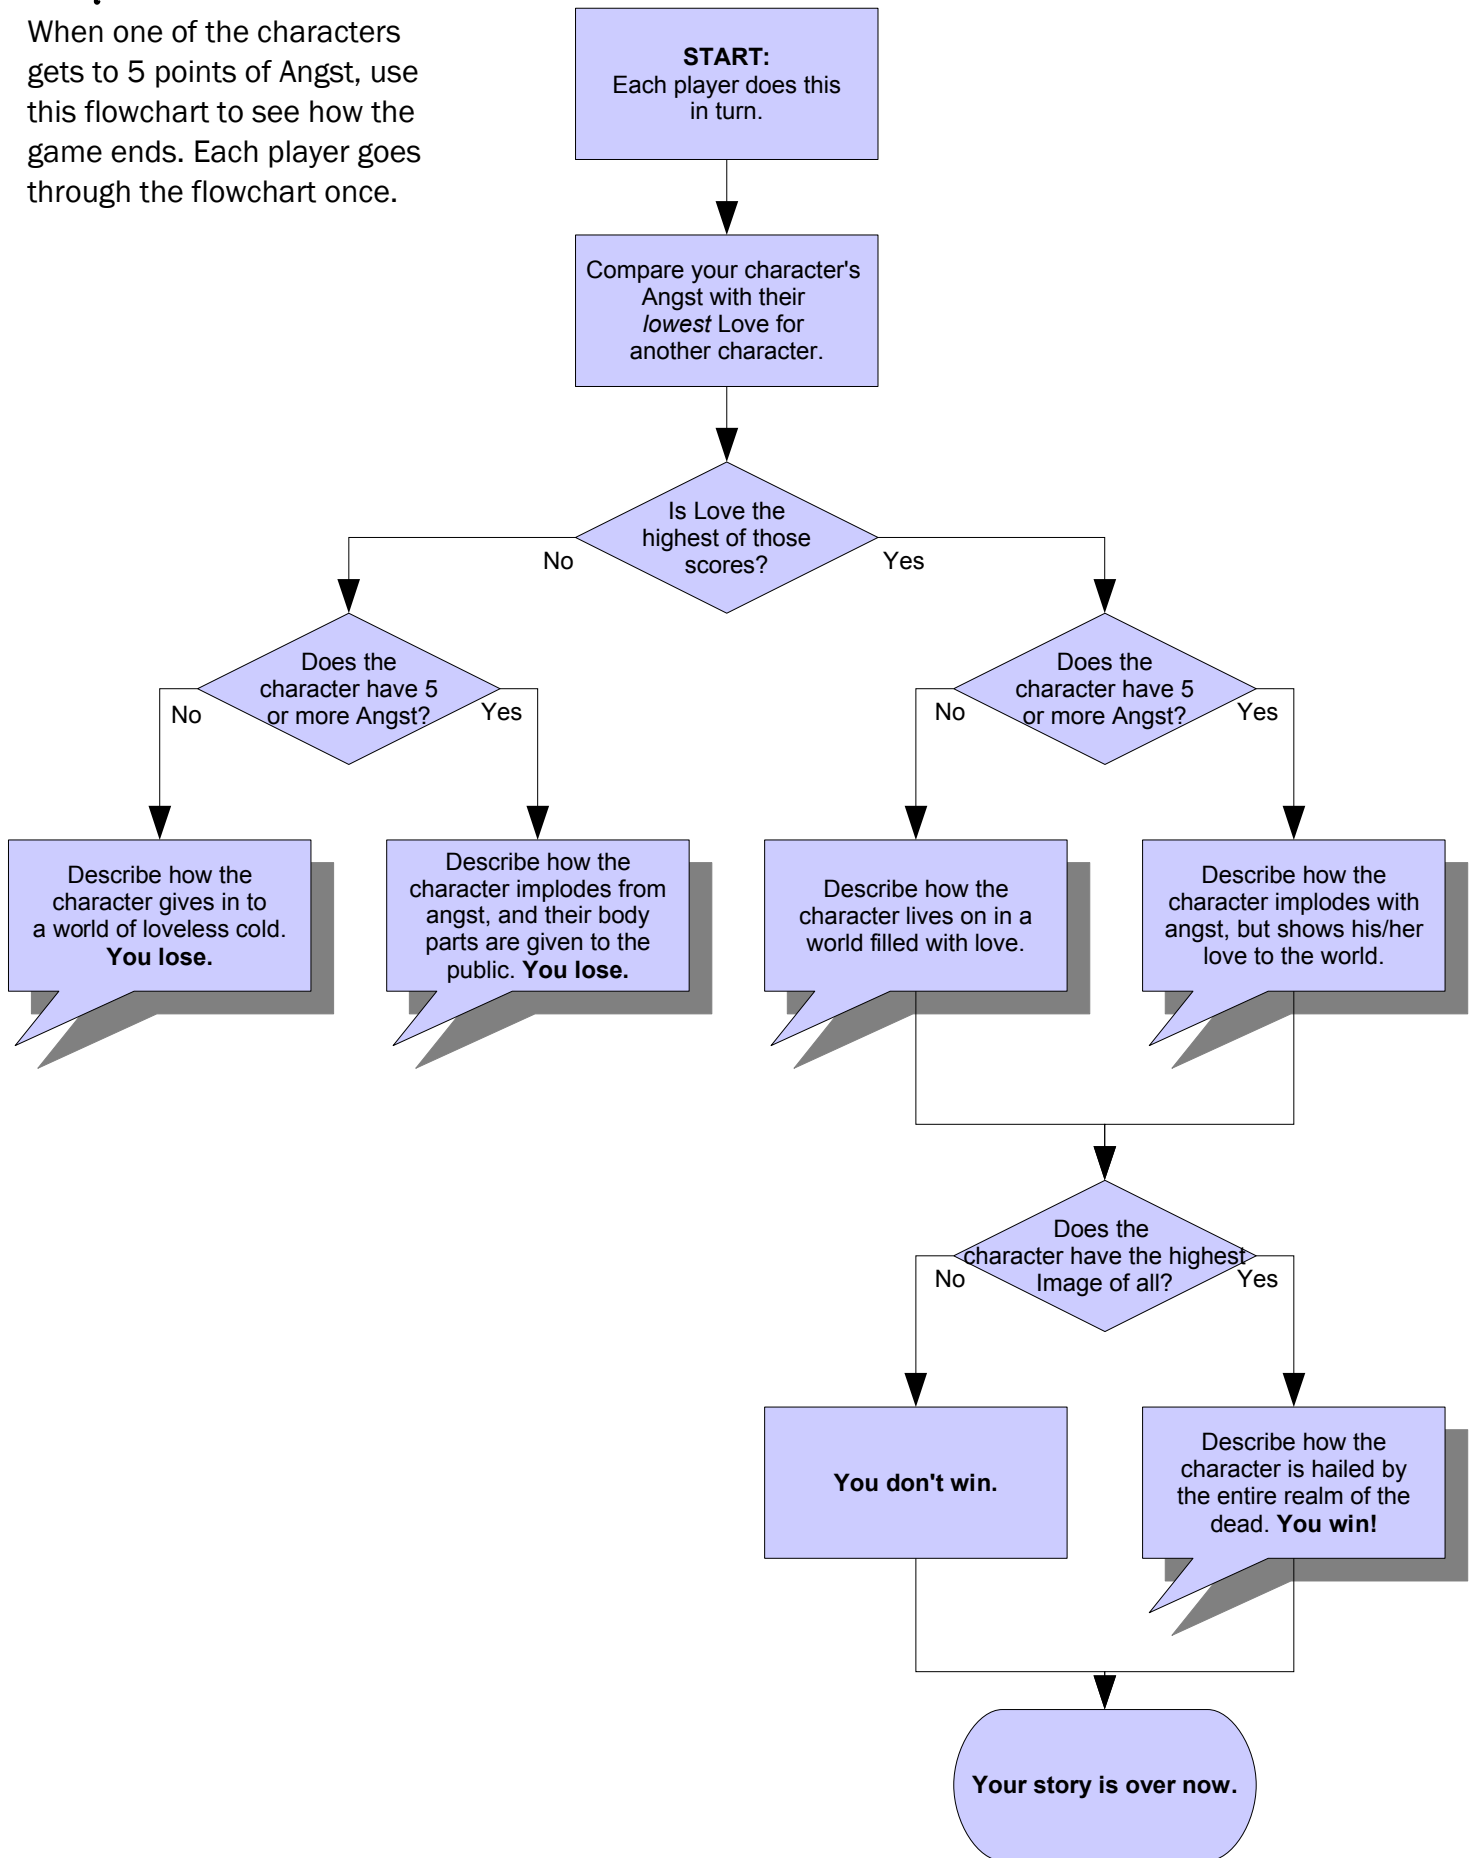 When one of the characters
gets to 5 points of Angst, use
this flowchart to see how the
game ends. Each player goes
through the flowchart once.
START:
Each player does this
in turn.
Compare your character's
Angst with their
lowest Love for
another character.
Is Love the
highest of those
scores?
No
Yes
Does the
character have 5
or more Angst?
No
Yes
Does the
character have 5
or more Angst?
No
Yes
Describe how the
character gives in to
a world of loveless cold.
You lose.
Describe how the
character implodes from
angst, and their body
parts are given to the
public. You lose.
Describe how the
character lives on in a
world filled with love.
Describe how the
character implodes with
angst, but shows his/her
love to the world.
Does the
character have the highest
Image of all?
No
Yes
You don't win.
Describe how the
character is hailed by
the entire realm of the
dead. You win!
Your story is over now.